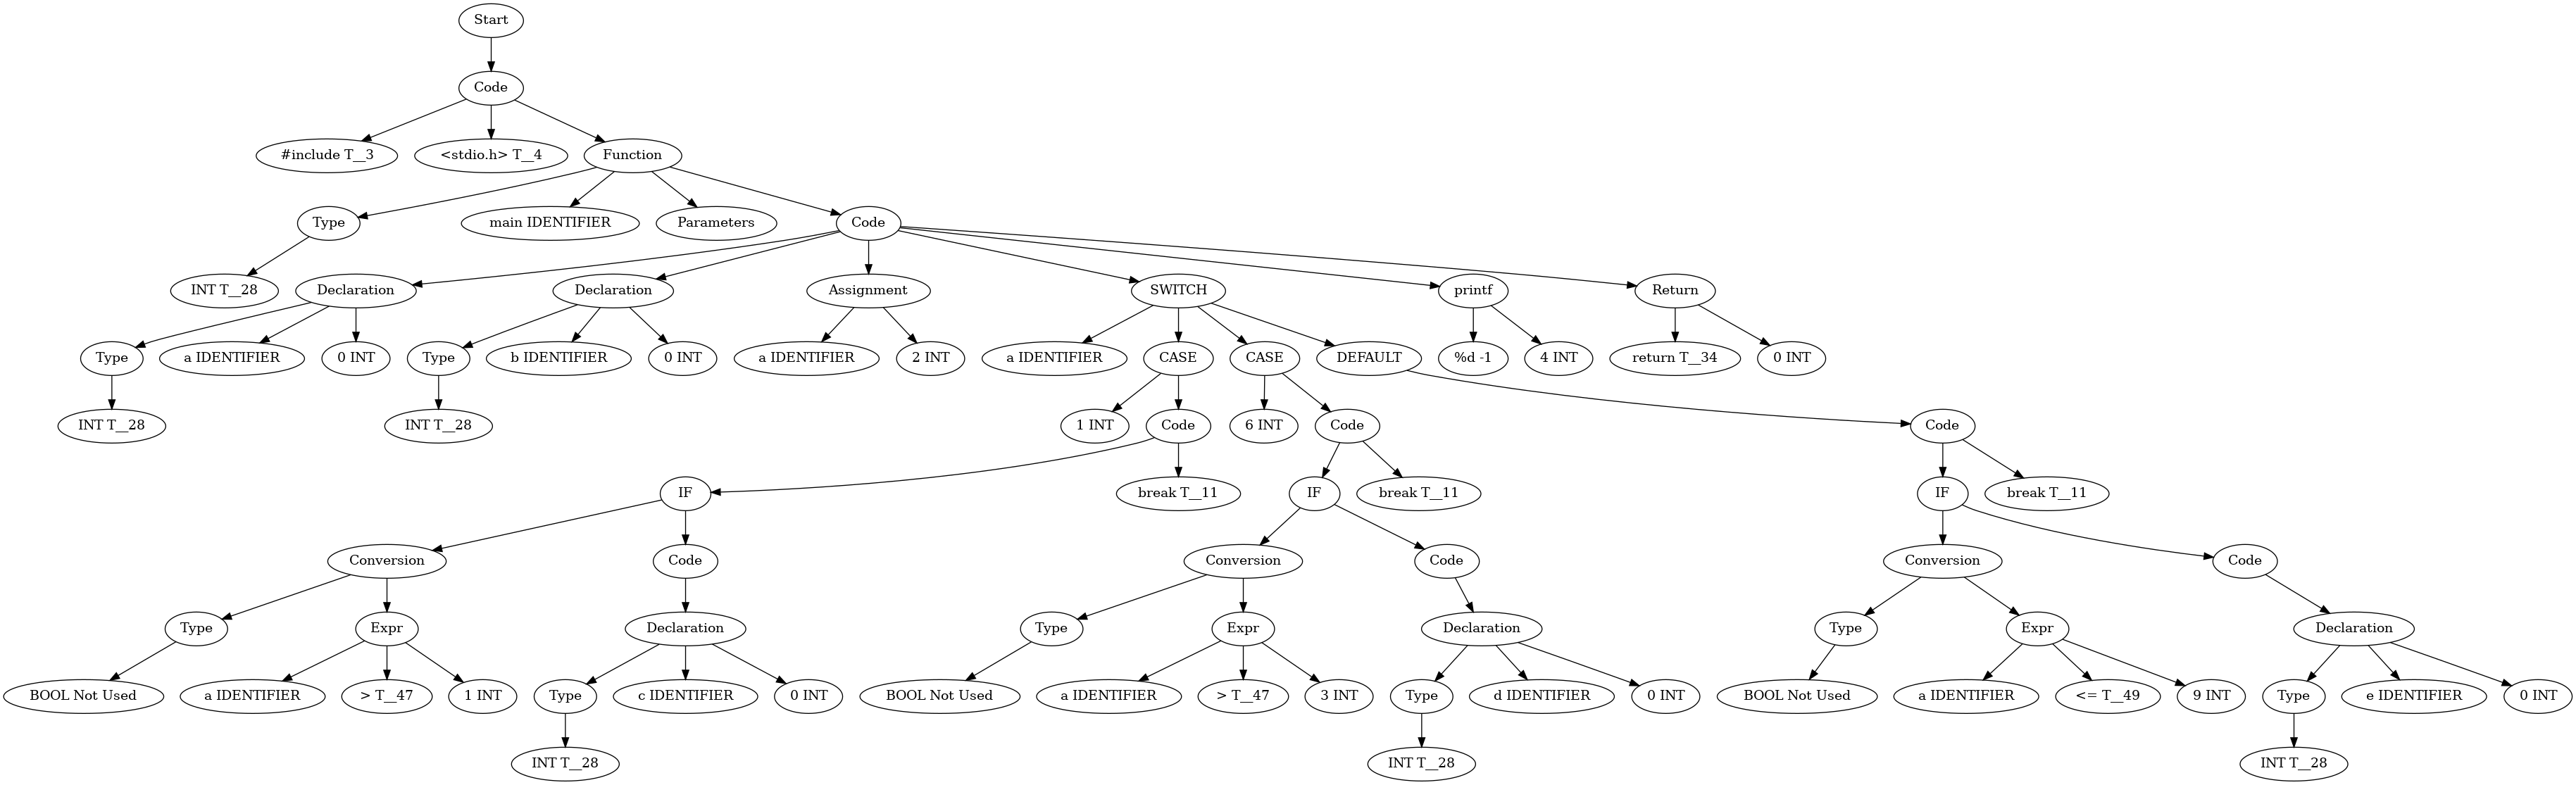 Start
Code
#include T__3
<stdio.h> T__4
Function
Type
main IDENTIFIER
Parameters
Code
INT T__28
Declaration
Declaration
Assignment
SWITCH
printf
Return
Type
a IDENTIFIER
0 INT
Type
b IDENTIFIER
0 INT
a IDENTIFIER
2 INT
a IDENTIFIER
CASE
CASE
DEFAULT
%d -1
4 INT
return T__34
0 INT
INT T__28
INT T__28
1 INT
Code
6 INT
Code
Code
IF
break T__11
IF
break T__11
IF
break T__11
Conversion
Code
Conversion
Code
Conversion
Code
Type
Expr
Declaration
Type
Expr
Declaration
Type
Expr
Declaration
BOOL Not Used
a IDENTIFIER
> T__47
1 INT
Type
c IDENTIFIER
0 INT
BOOL Not Used
a IDENTIFIER
> T__47
3 INT
Type
d IDENTIFIER
0 INT
BOOL Not Used
a IDENTIFIER
<= T__49
9 INT
Type
e IDENTIFIER
0 INT
INT T__28
INT T__28
INT T__28